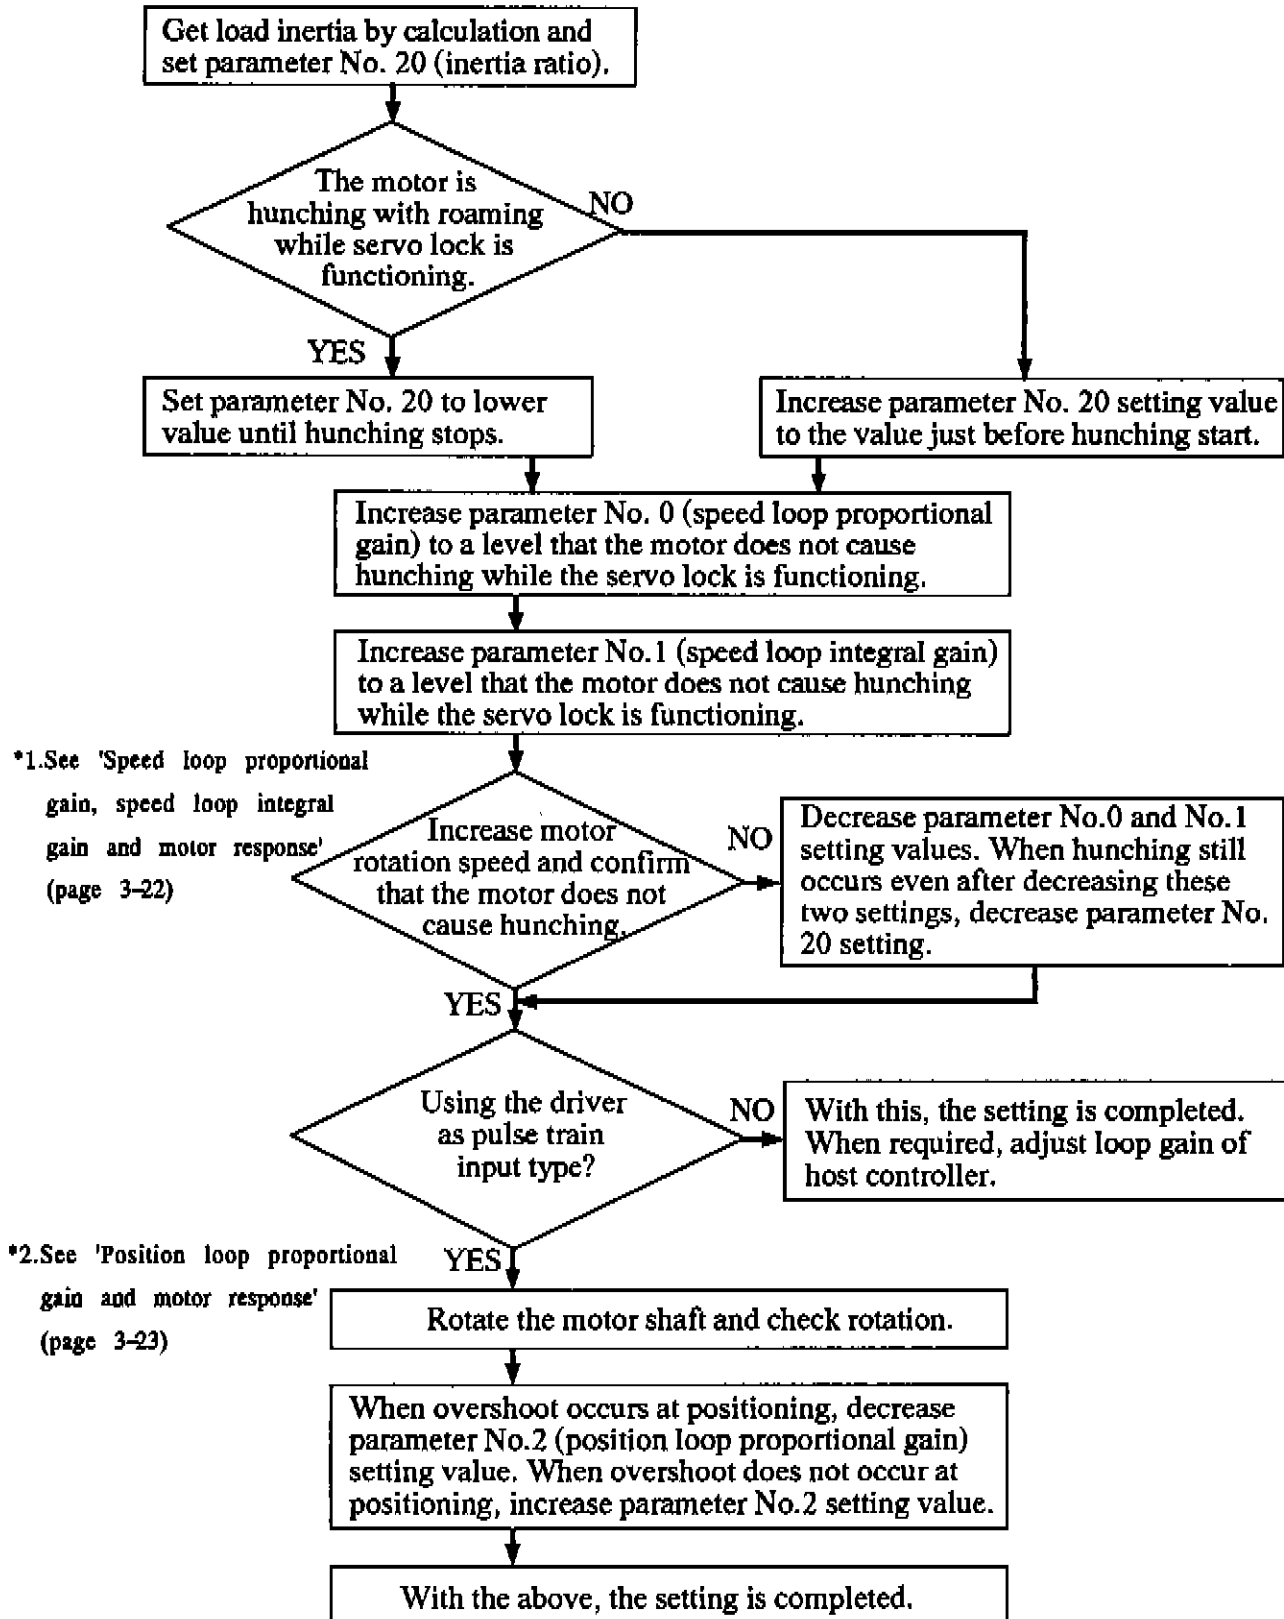 Get load inertia by calculation and
set parameter No. 20 (inertia ratio).
The motor is
hunching with roaming
while servo lock is
functioning.
NO
YES
Set parameter No. 20 to lower
value until hunching stops.
Increase parameter No. 20 setting value
to the value just before hunching start.
Increase parameter No. 0 (speed loop proportional
gain) to a level that the motor does not cause
hunching while the servo lock is functioning.
Increase parameter No.1 (speed loop integral gain)
to a level that the motor does not cause hunching
while the servo lock is functioning.
*1.See 'Speed loop proportional
gain, speed loop integral
gain and motor response'
(page 3-22)
Increase motor
rotation speed and confirm
that the motor does not
cause hunching.
NO
Decrease parameter No.0 and No.1
setting values. When hunching still
occurs even after decreasing these
two settings, decrease parameter No.
20 setting.
YES
Using the driver
as pulse train
input type?
NO
With this, the setting is completed.
When required, adjust loop gain of
host controller.
*2.See 'Position loop proportional
gain and motor response'
(page 3-23)
YES
Rotate the motor shaft and check rotation.
When overshoot occurs at positioning, decrease
parameter No.2 (position loop proportional gain)
setting value. When overshoot does not occur at
positioning, increase parameter No.2 setting value.
With the above, the setting is completed.